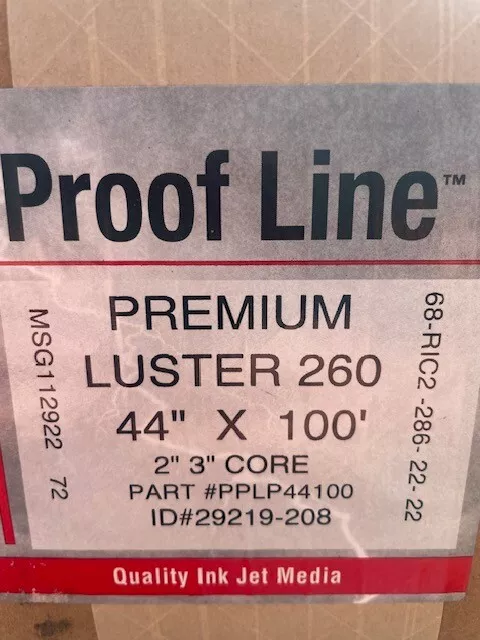 Proof Line™
PREMIUM
LUSTER 260
44" X 100'
2" 3" CORE
PART #PPLP44100
ID#29219-208
MSG112922 72
68-RIC2-286-22-22
Quality Ink Jet Media